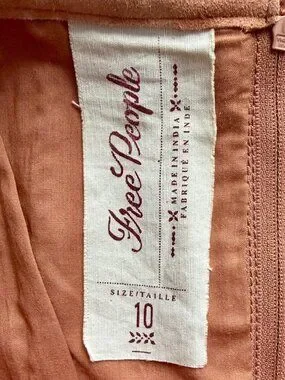 Free People
MADE IN INDIA
FABRIQUÉ EN INDE
SIZE/TAILLE
10